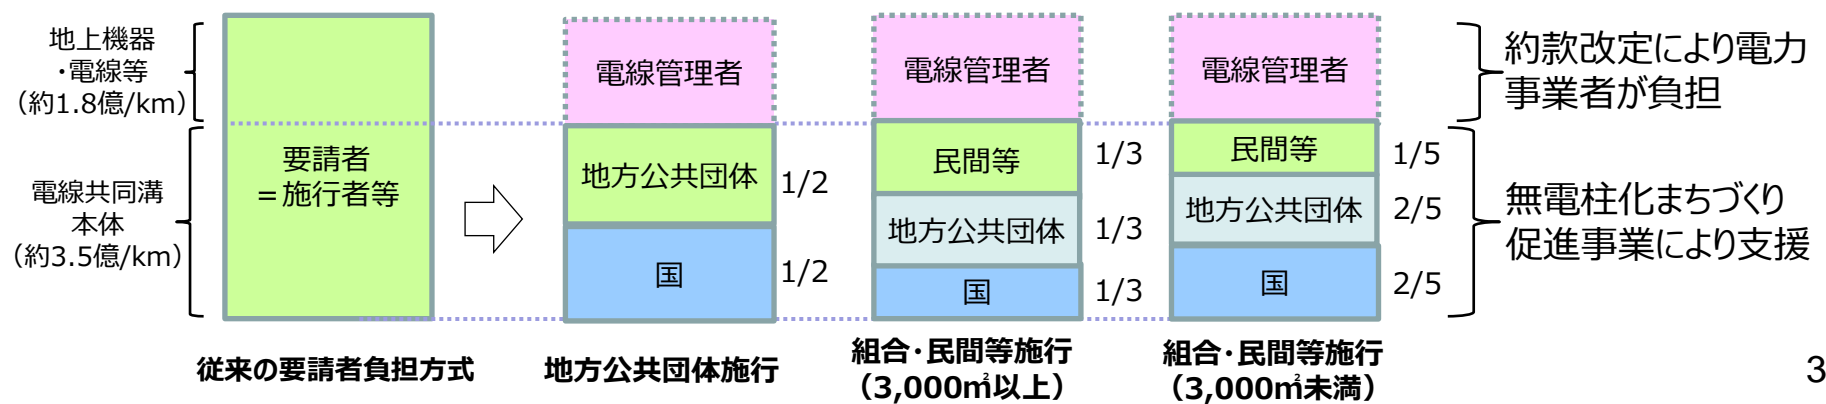 地上機器
・電線等
（約1.8億/km）
電線共同溝
本体
（約3.5億/km）
要請者
＝施行者等
従来の要請者負担方式
電線管理者
地方公共団体
1/2
国
1/2
地方公共団体施行
電線管理者
民間等
1/3
地方公共団体
1/3
国
1/3
組合・民間等施行
（3,000㎡以上）
電線管理者
民間等
1/5
地方公共団体
2/5
国
2/5
組合・民間等施行
（3,000㎡未満）
約款改定により電力
事業者が負担
無電柱化まちづくり
促進事業により支援
3